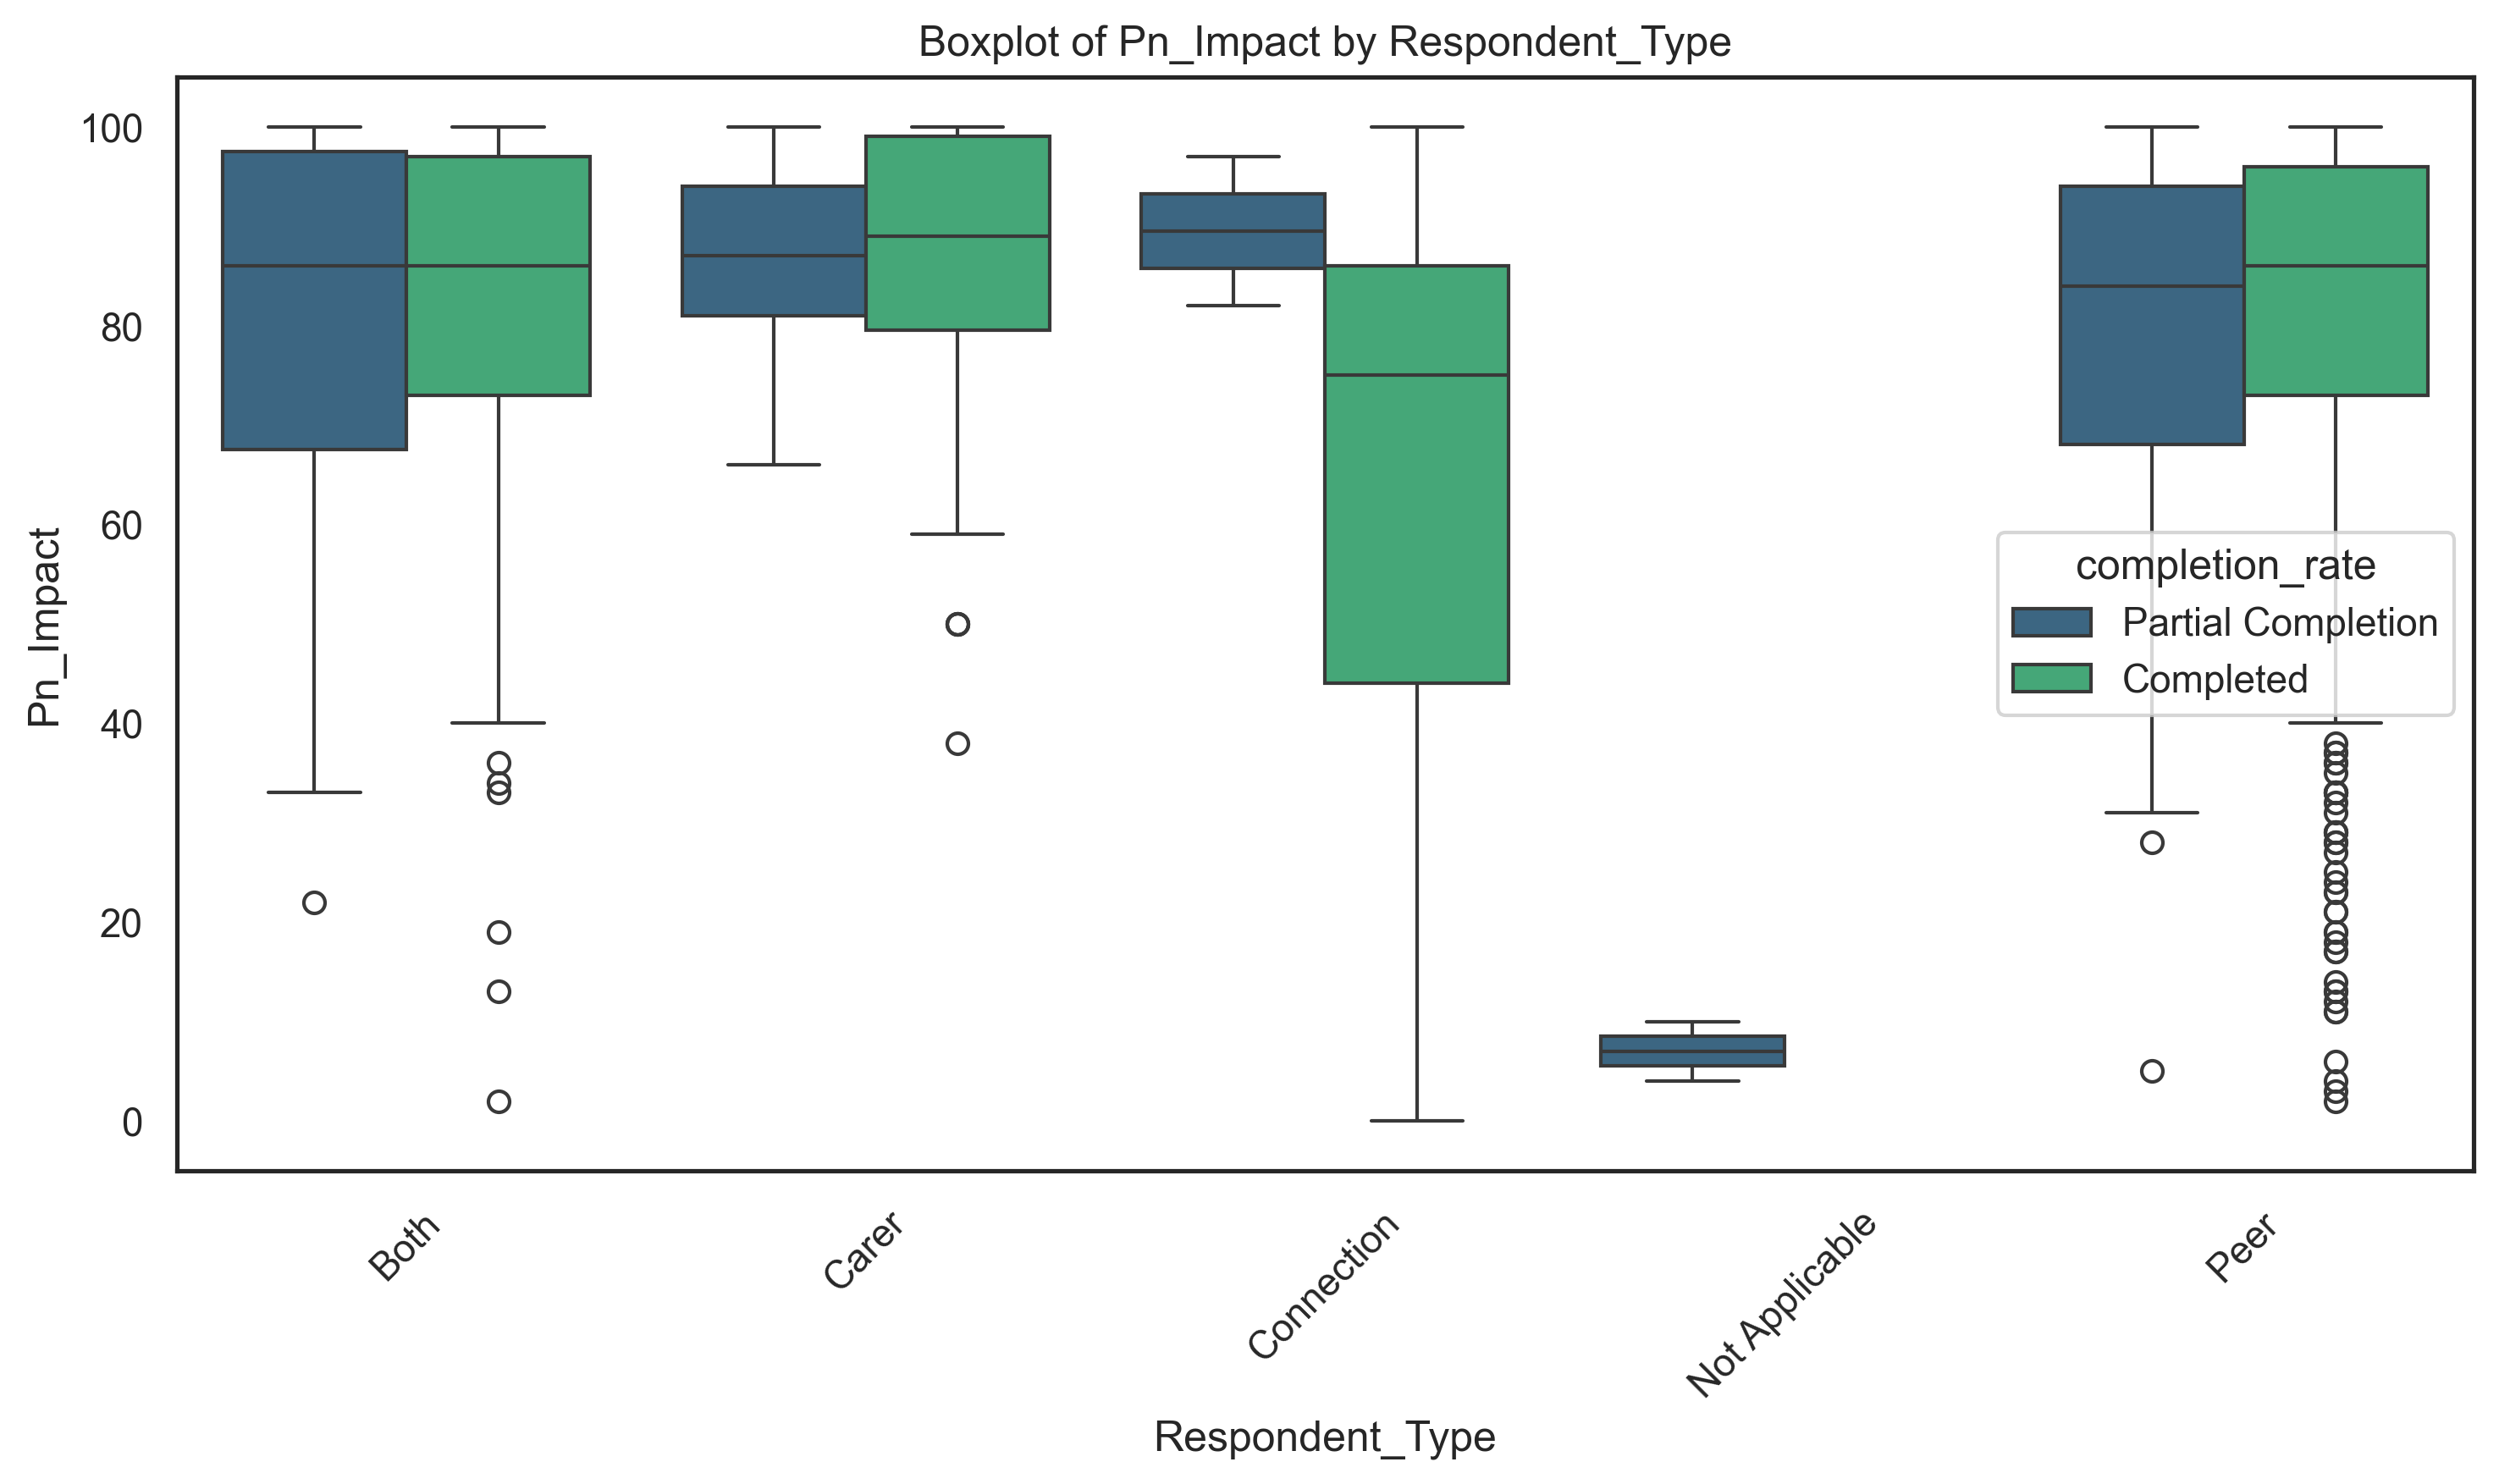 Boxplot of Pn_Impact by Respondent_Type
Pn_Impact
100
80
60
40
20
0
completion_rate
Partial Completion
Completed
Both
Carer
Connection
Not Applicable
Peer
Respondent_Type